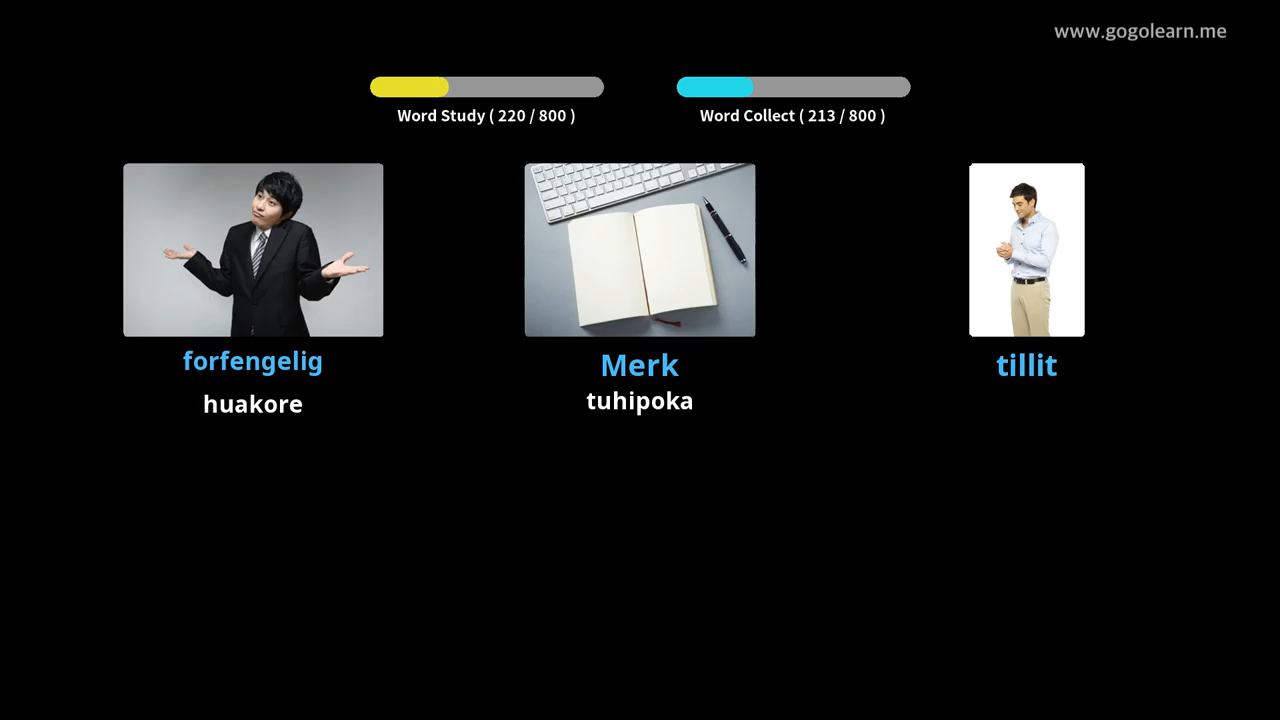 www.gogolearn.me
Word Study ( 220 / 800 )
Word Collect ( 213 / 800 )
forfengelig
Merk
tillit
huakore
tuhipoka